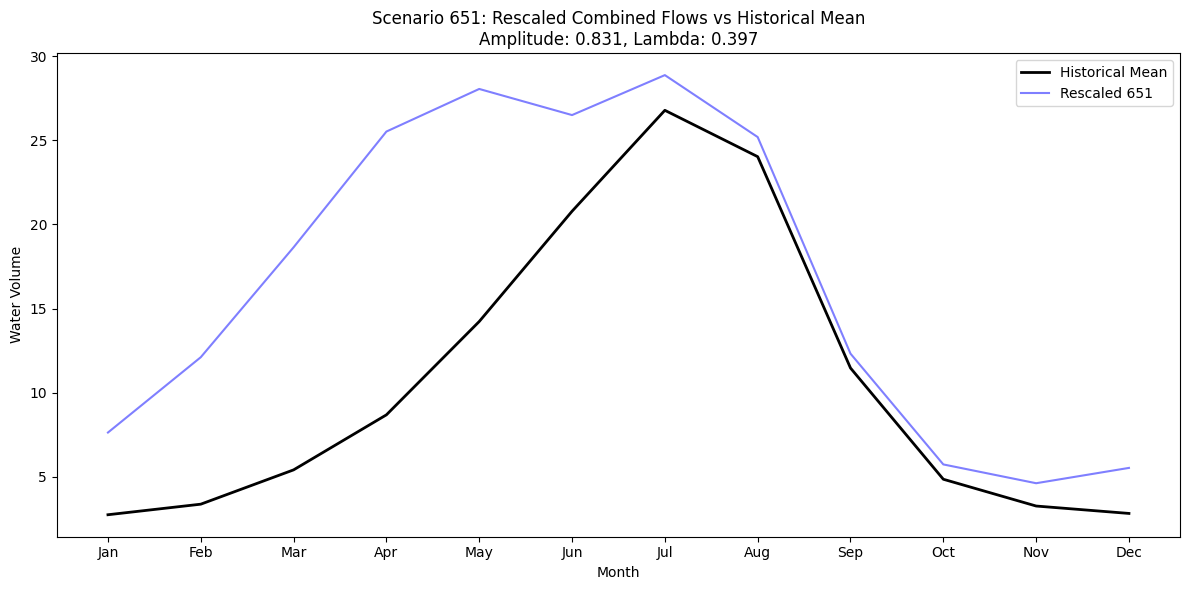 Scenario 651: Rescaled Combined Flows vs Historical Mean
Amplitude: 0.831, Lambda: 0.397
Historical Mean
Rescaled 651
Water Volume
30
25
20
15
10
5
Jan Feb Mar Apr May Jun Jul Aug Sep Oct Nov Dec
Month